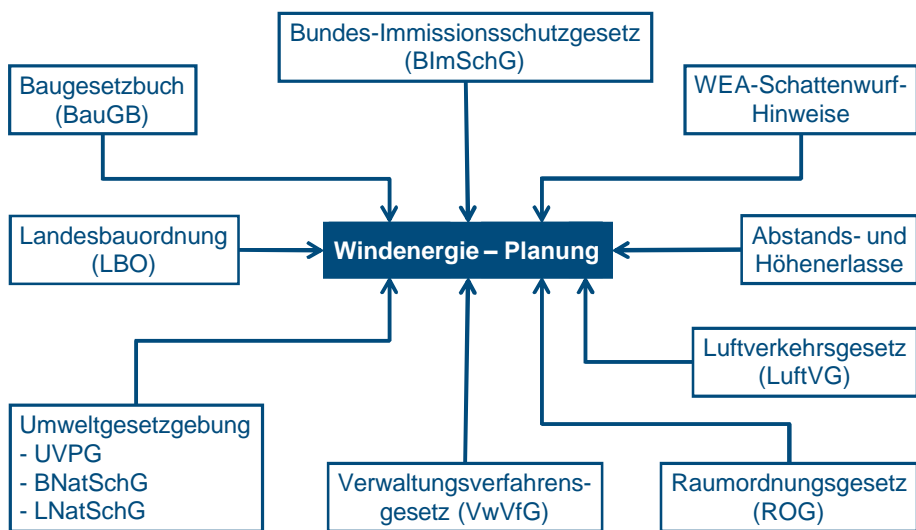 Bundes-Immissionsschutzgesetz
(BImSchG)
Baugesetzbuch
(BauGB)
WEA-Schattenwurf-
Hinweise
Landesbauordnung
(LBO)
Windenergie – Planung
Abstands- und
Höhenerlasse
Luftverkehrsgesetz
(LuftVG)
Umweltgesetzgebung
- UVPG
- BNatSchG
- LNatSchG
Verwaltungsverfahrens-
gesetz (VwVfG)
Raumordnungsgesetz
(ROG)